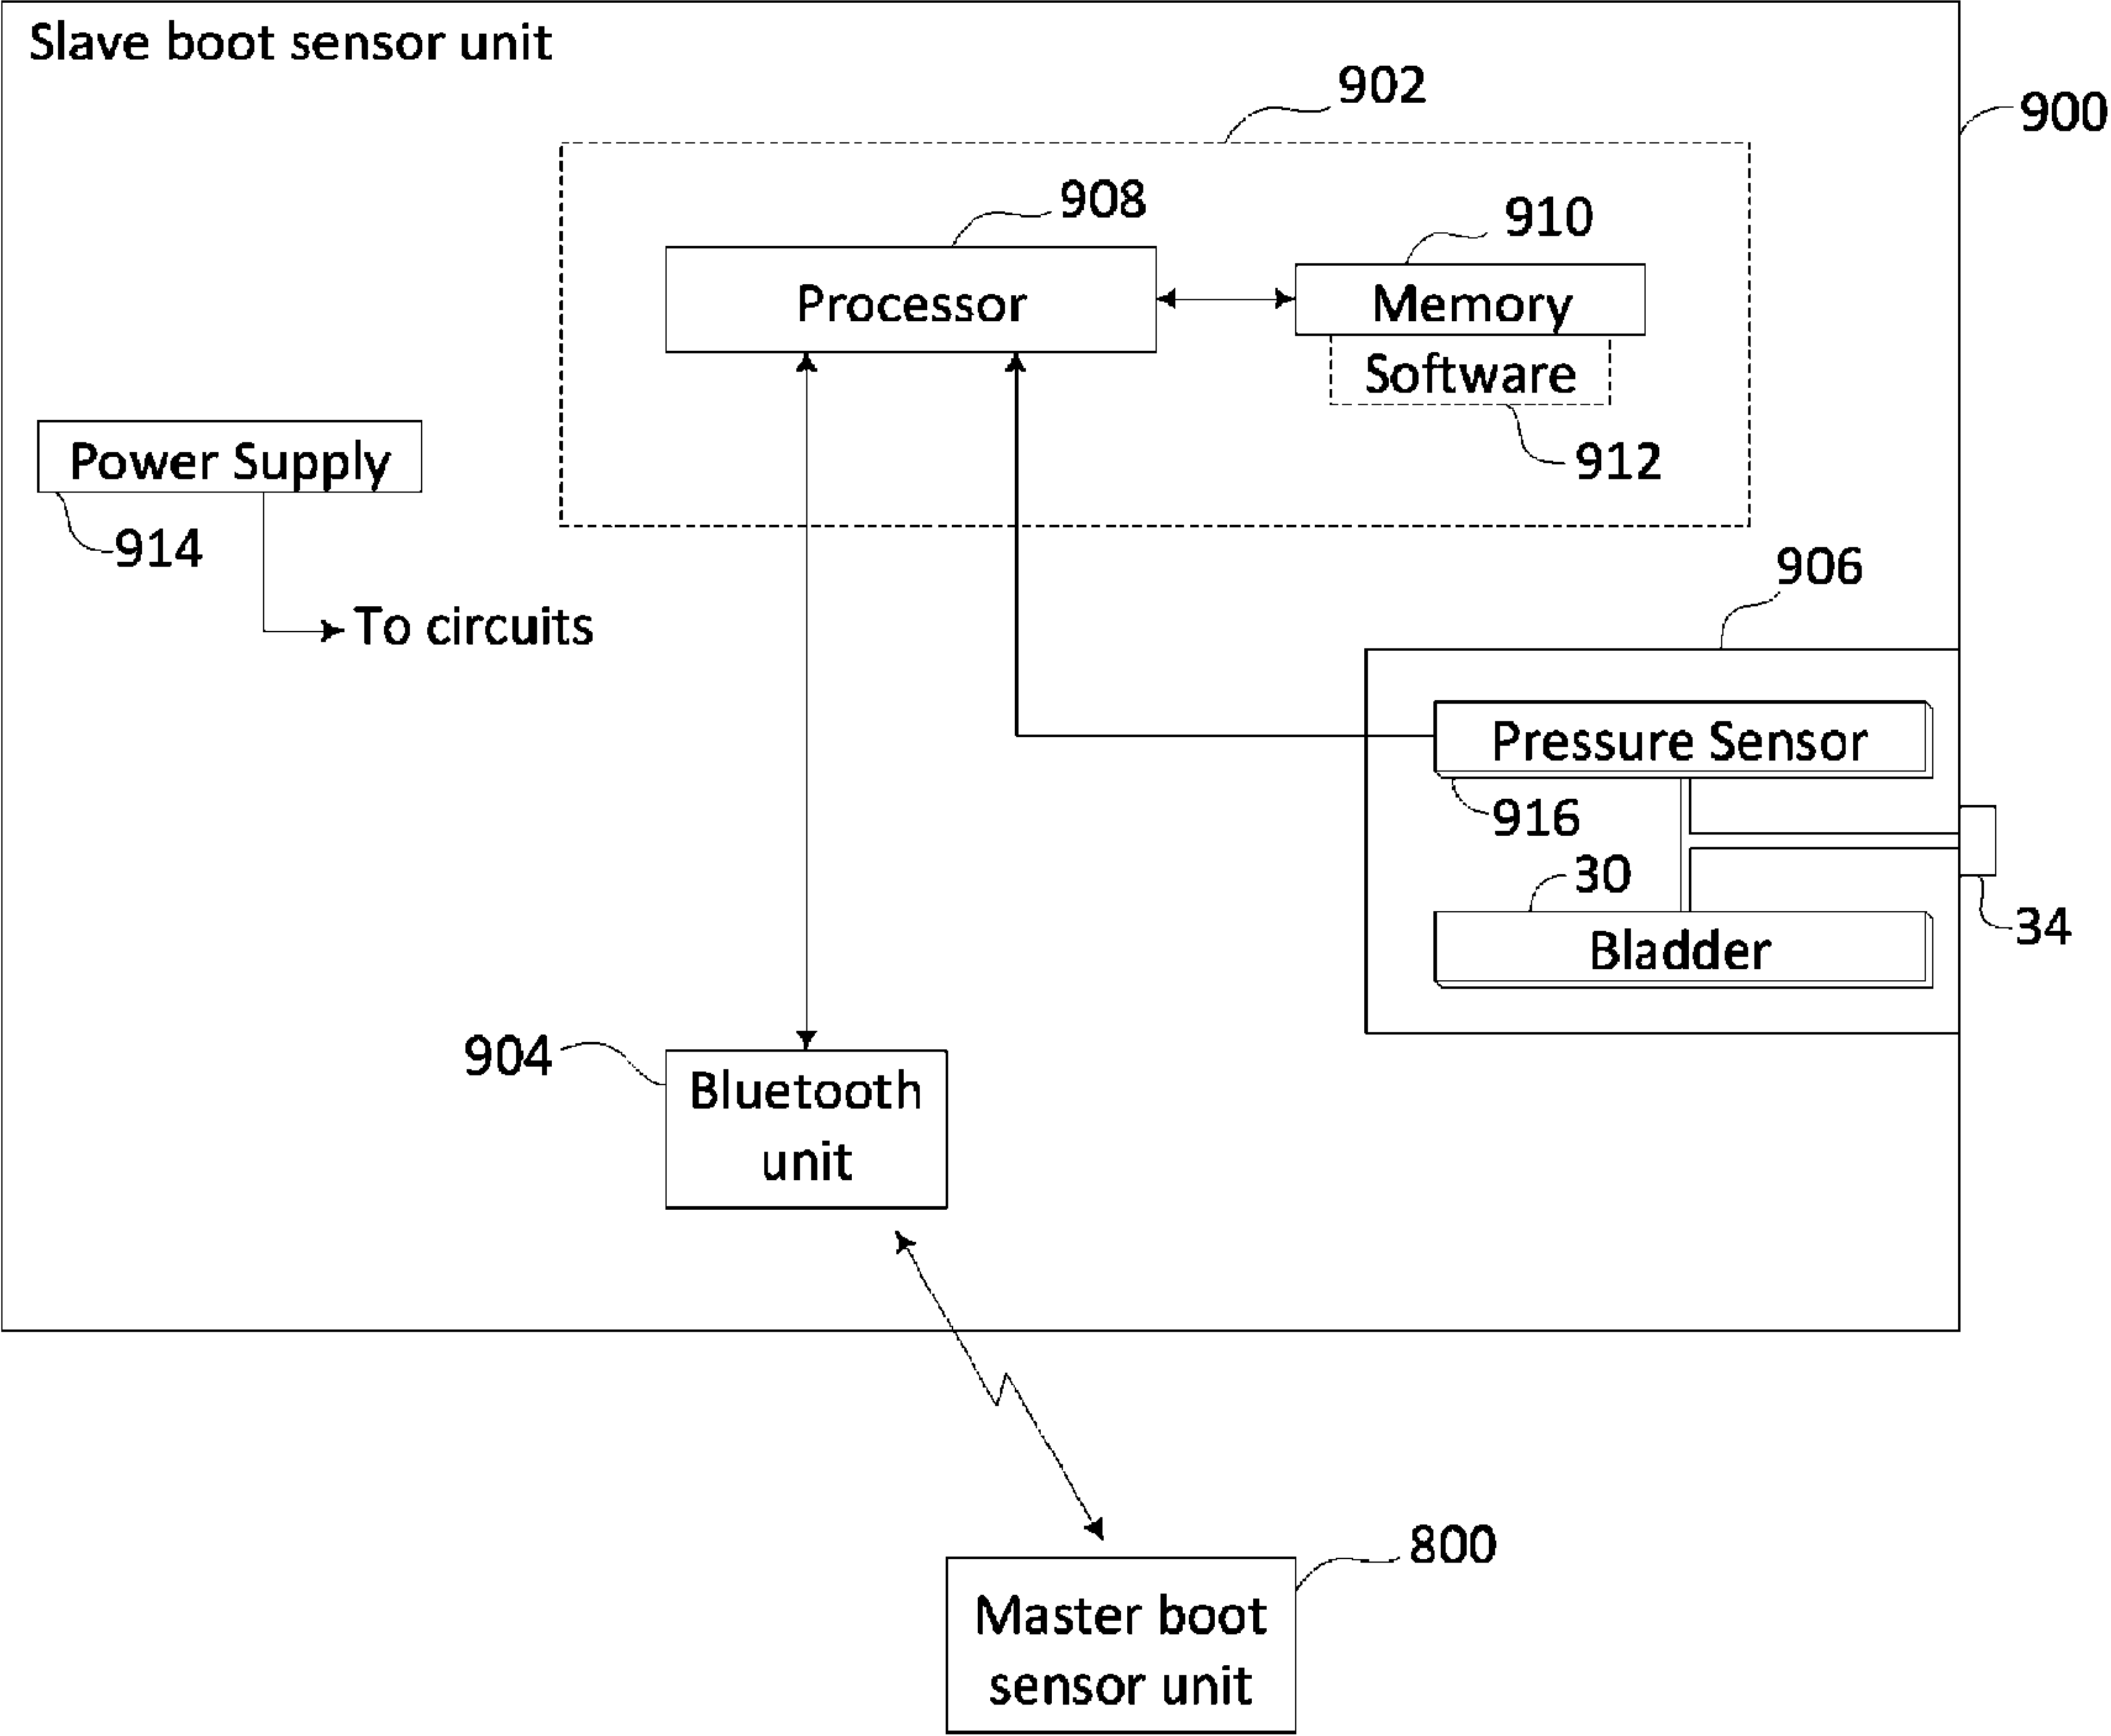 Slave boot sensor unit
902
900
908
910
Processor
Memory
Software
912
Power Supply
914
To circuits
906
Pressure Sensor
916
30
34
Bladder
904
Bluetooth
unit
800
Master boot
sensor unit